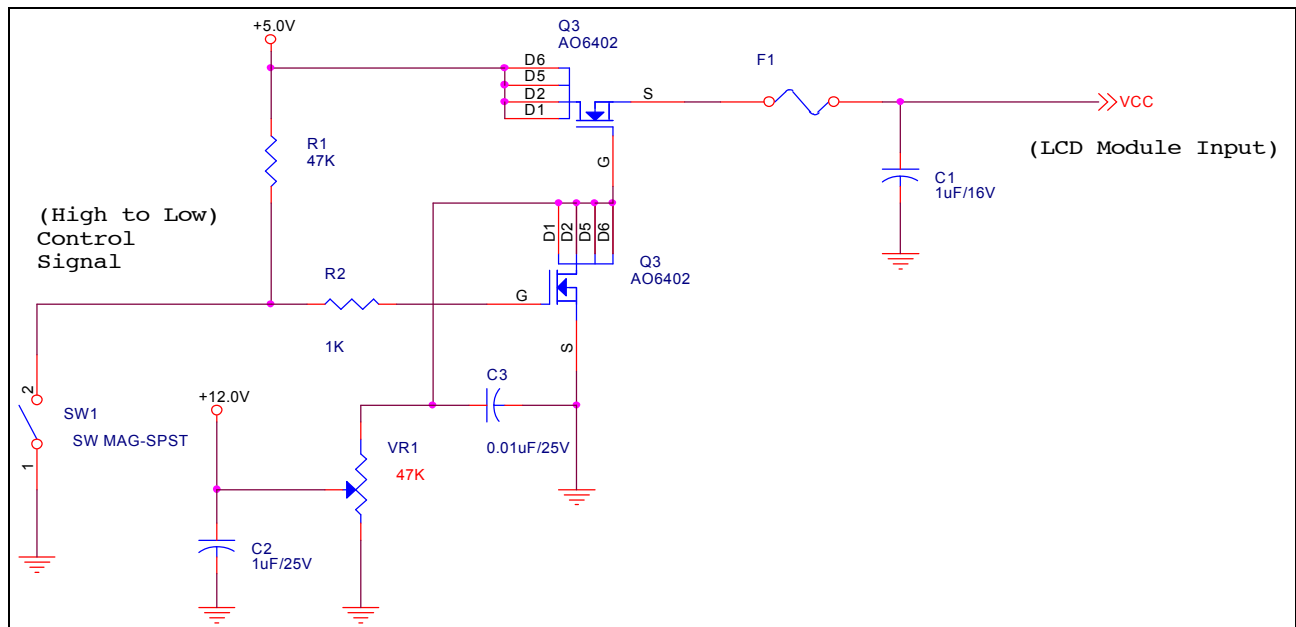 +5.0V
Q3
AO6402
D6
D5
D2
D1
S
F1
VCC
(LCD Module Input)
R1
47K
G
C1
1uF/16V
(High to Low)
Control
Signal
D1
D2
D5
D6
Q3
AO6402
R2
G
1K
S
2
SW1
SW MAG-SPST
1
+12.0V
C3
0.01uF/25V
VR1
47K
C2
1uF/25V